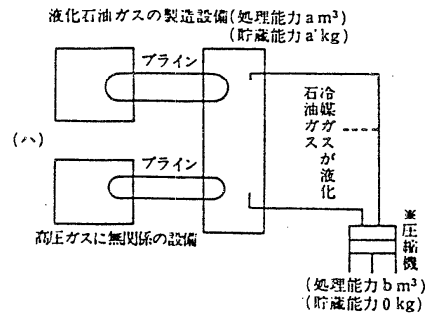 液化石油ガスの製造設備(処理能力am³)
(貯蔵能力a'kg)
ブライン
(ハ)
冷媒ガスが液化
石油ガス
ブライン
高圧ガスに無関係の設備
※圧縮機
(処理能力bm³)
(貯蔵能力0kg)